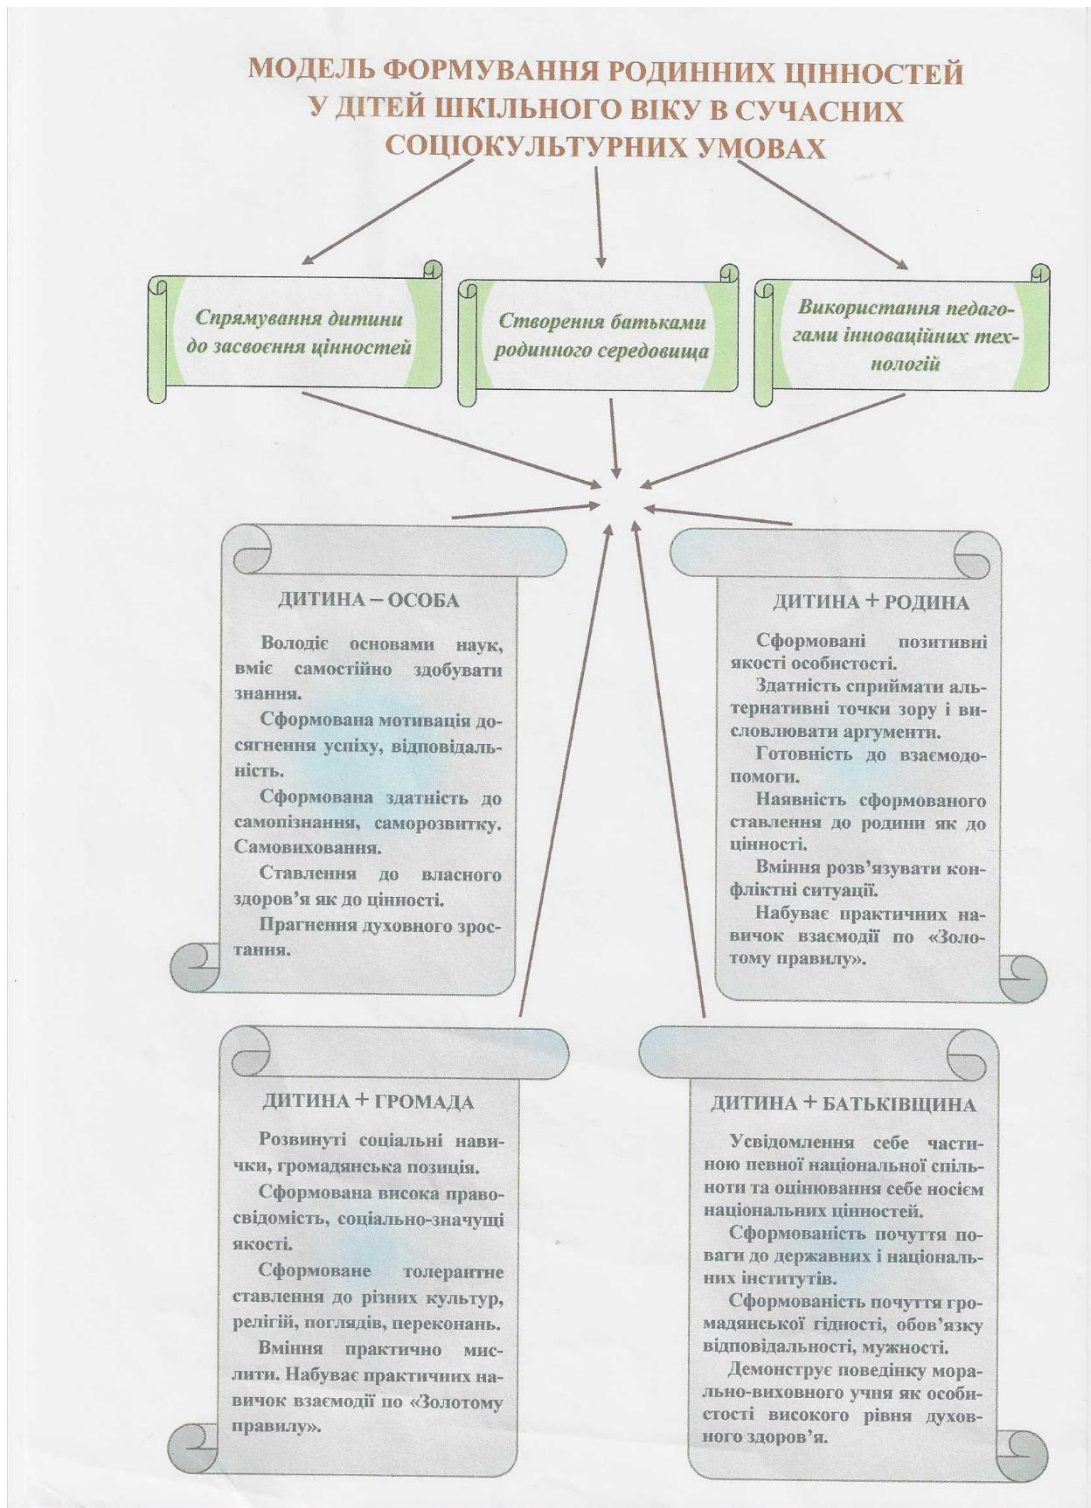 МОДЕЛЬ ФОРМУВАННЯ РОДИННИХ ЦІННОСТЕЙ
У ДІТЕЙ ШКІЛЬНОГО ВІКУ В СУЧАСНИХ
СОЦІОКУЛЬТУРНИХ УМОВАХ
Спрямування дитини
до засвоєння цінностей
Створення батьками
родинного середовища
Використання педаго-
гами інноваційних тех-
нологій
ДИТИНА – ОСОБА
Володіє основами наук,
вміє самостійно здобувати
знання.
Сформована мотивація до-
сягнення успіху, відповідаль-
ність.
Сформована здатність до
самопізнання, саморозвитку.
Самовиховання.
Ставлення до власного
здоров’я як до цінності.
Прагнення духовного зрос-
тання.
ДИТИНА + РОДИНА
Сформовані позитивні
якості особистості.
Здатність сприймати аль-
тернативні точки зору і ви-
словлювати аргументи.
Готовність до взаємодо-
помоги.
Наявність сформованого
ставлення до родини як до
цінності.
Вміння розв’язувати кон-
фліктні ситуації.
Набуває практичних на-
вичок взаємодії по «Золо-
тому правилу».
ДИТИНА + ГРОМАДА
Розвинуті соціальні нави-
чки, громадянська позиція.
Сформована висока право-
свідомість, соціально-значущі
якості.
Сформоване толерантне
ставлення до різних культур,
релігій, поглядів, переконань.
Вміння практично мис-
лити. Набуває практичних на-
вичок взаємодії по «Золотому
правилу».
ДИТИНА + БАТЬКІВЩИНА
Усвідомлення себе части-
ною певної національної спіль-
ноти та оцінювання себе носієм
національних цінностей.
Сформованість почуття по-
ваги до державних і національ-
них інститутів.
Сформованість почуття гро-
мадянської гідності, обов’язку
відповідальності, мужності.
Демонструє поведінку мора-
льно-виховного учня як особи-
стості високого рівня духов-
ного здоров’я.